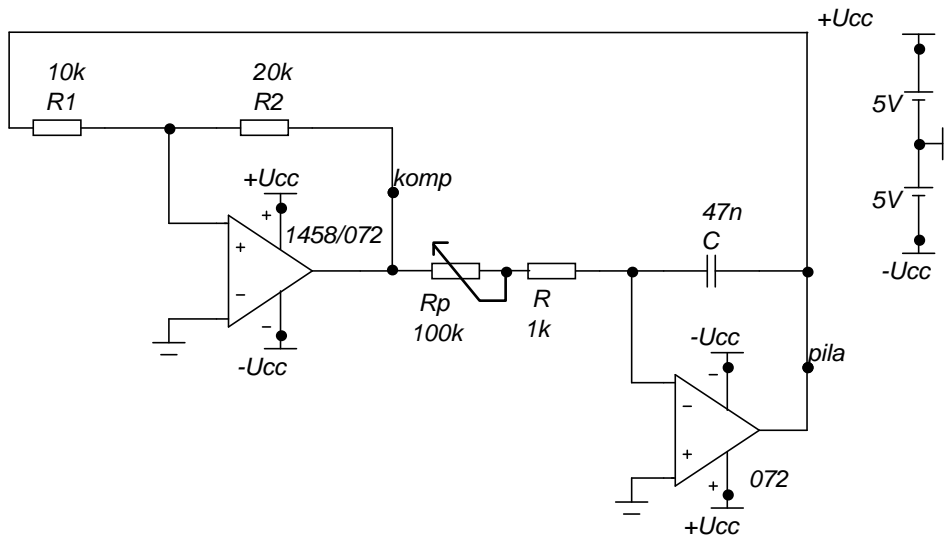 +Ucc
10k
R1
20k
R2
5V
+Ucc
komp
+
1458/072
+
−
5V
47n
C
Rp
100k
R
1k
−
-Ucc
-Ucc
-Ucc
−
pila
−
+
072
+
+Ucc